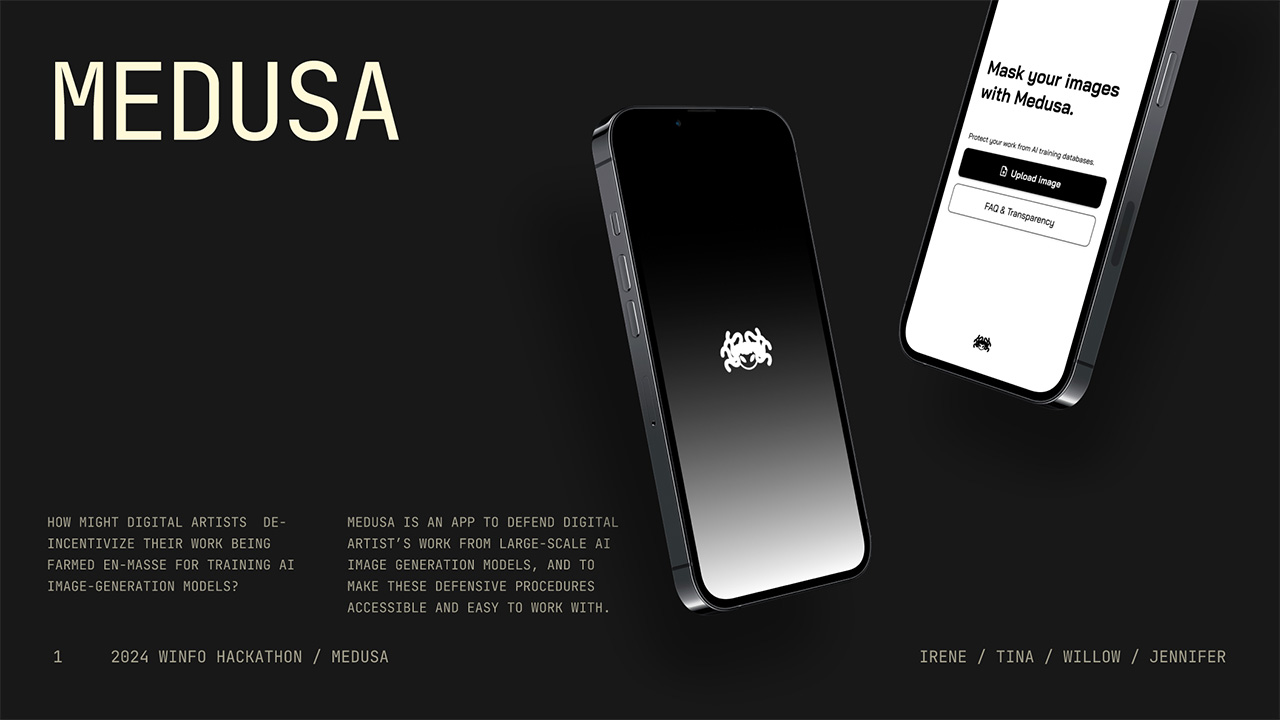 MEDUSA
Mask your images
with Medusa.
Protect your work from AI training databases.
Upload image
FAQ & Transparency
HOW MIGHT DIGITAL ARTISTS  DE-
INCENTIVIZE THEIR WORK BEING
FARMED EN-MASSE FOR TRAINING AI
IMAGE-GENERATION MODELS?
MEDUSA IS AN APP TO DEFEND DIGITAL
ARTIST’S WORK FROM LARGE-SCALE AI
IMAGE GENERATION MODELS, AND TO
MAKE THESE DEFENSIVE PROCEDURES
ACCESSIBLE AND EASY TO WORK WITH.
1
2024 WINFO HACKATHON / MEDUSA
IRENE / TINA / WILLOW / JENNIFER